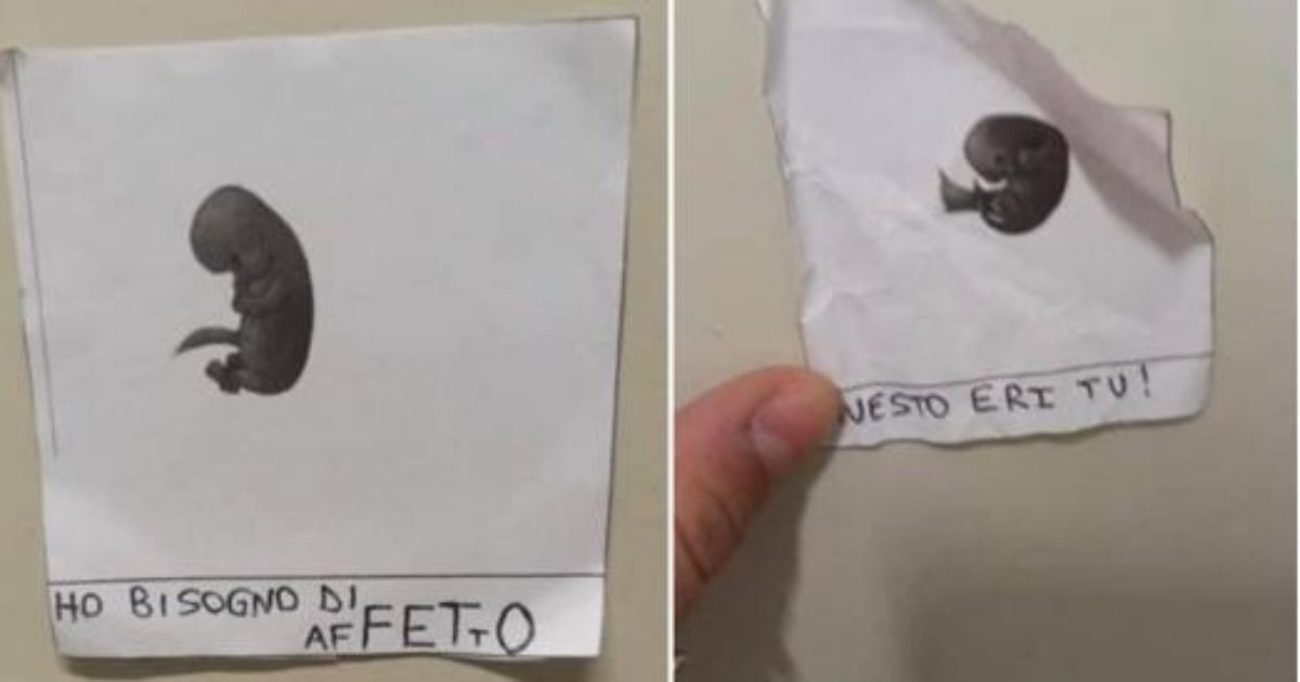 HO BISOGNO DI
AFFETTO
UESTO ERI TU!